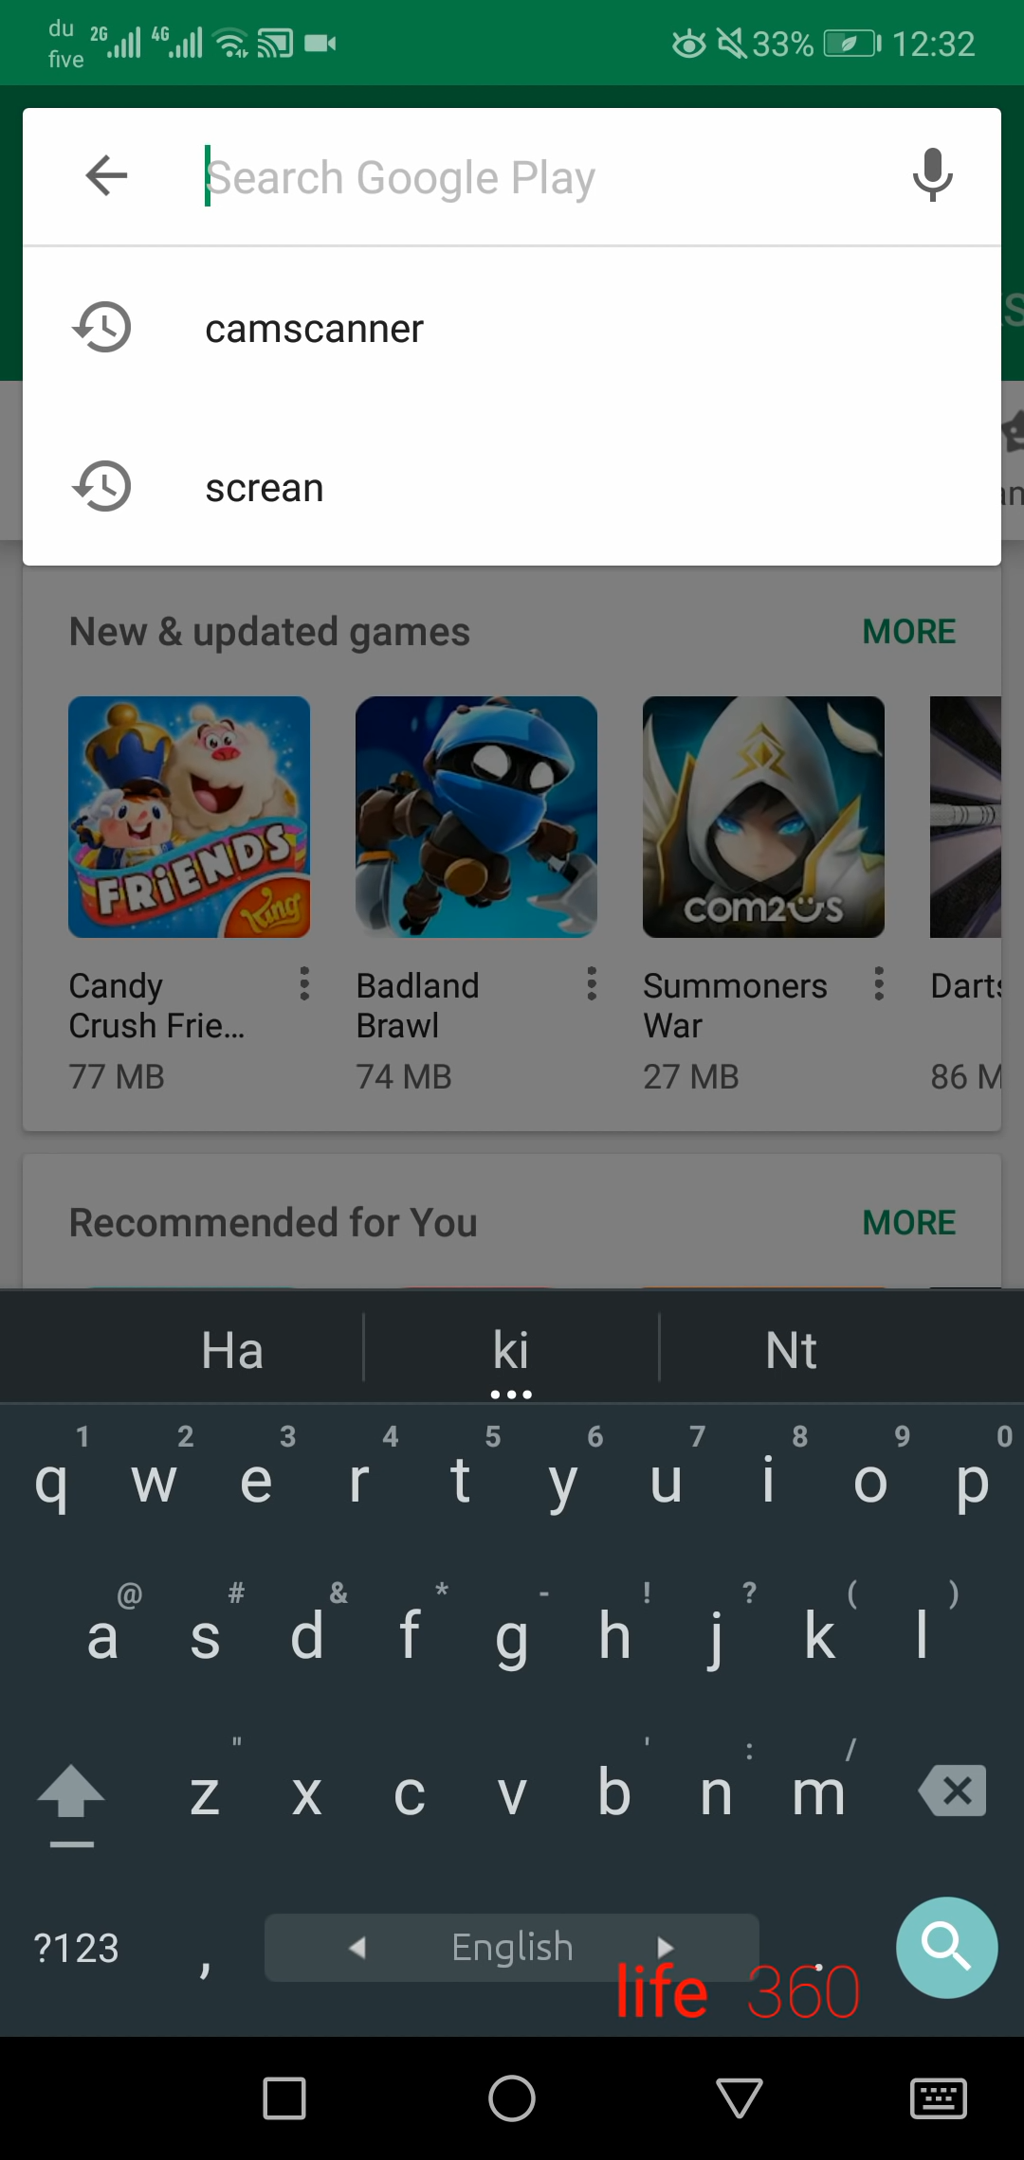 du
five
2G
4G
33%
12:32
Search Google Play
camscanner
screan
New & updated games
MORE
FRiENDS
King
com2us
Candy
Crush Frie...
77 MB
Badland
Brawl
74 MB
Summoners
War
27 MB
Darts
86 M
Recommended for You
MORE
Ha
ki
Nt
1 2 3 4 5 6 7 8 9 0
q w e r t y u i o p
@ # & * - ! ? ( )
a s d f g h j k l
" ' : /
z x c v b n m
?123
,
English
.
life 360